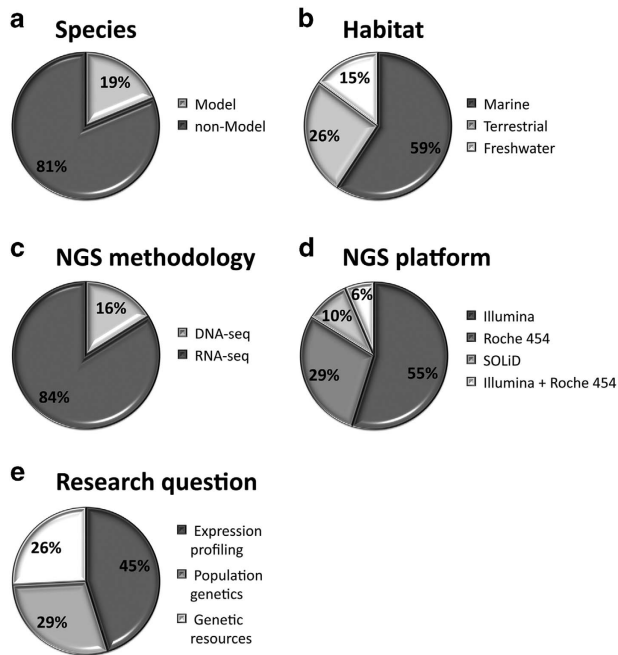 a Species
19%
81%
Model
non-Model
b Habitat
15%
26%
59%
Marine
Terrestrial
Freshwater
c NGS methodology
16%
84%
DNA-seq
RNA-seq
d NGS platform
6%
10%
29%
55%
Illumina
Roche 454
SOLiD
Illumina + Roche 454
e Research question
26%
45%
29%
Expression
profiling
Population
genetics
Genetic
resources